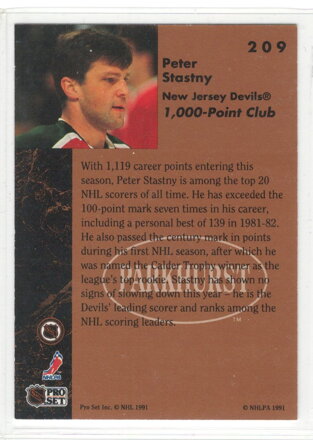 209
Peter
Stastny
New Jersey Devils®
1,000-Point Club
With 1,119 career points entering this
season, Peter Stastny is among the top 20
NHL scorers of all time. He has exceeded the
100-point mark seven times in his career,
including a personal best of 139 in 1981-82.
He also passed the century mark in points
during his first NHL season, after which he
was named the Calder Trophy winner as the
league's top rookie. Stastny has shown no
signs of slowing down this year – he is the
Devils' leading scorer and ranks among the
NHL scoring leaders.
PARKHURST
™
NHLPA
NHL
PRO
SET
Pro Set Inc. © NHL 1991
© NHLPA 1991